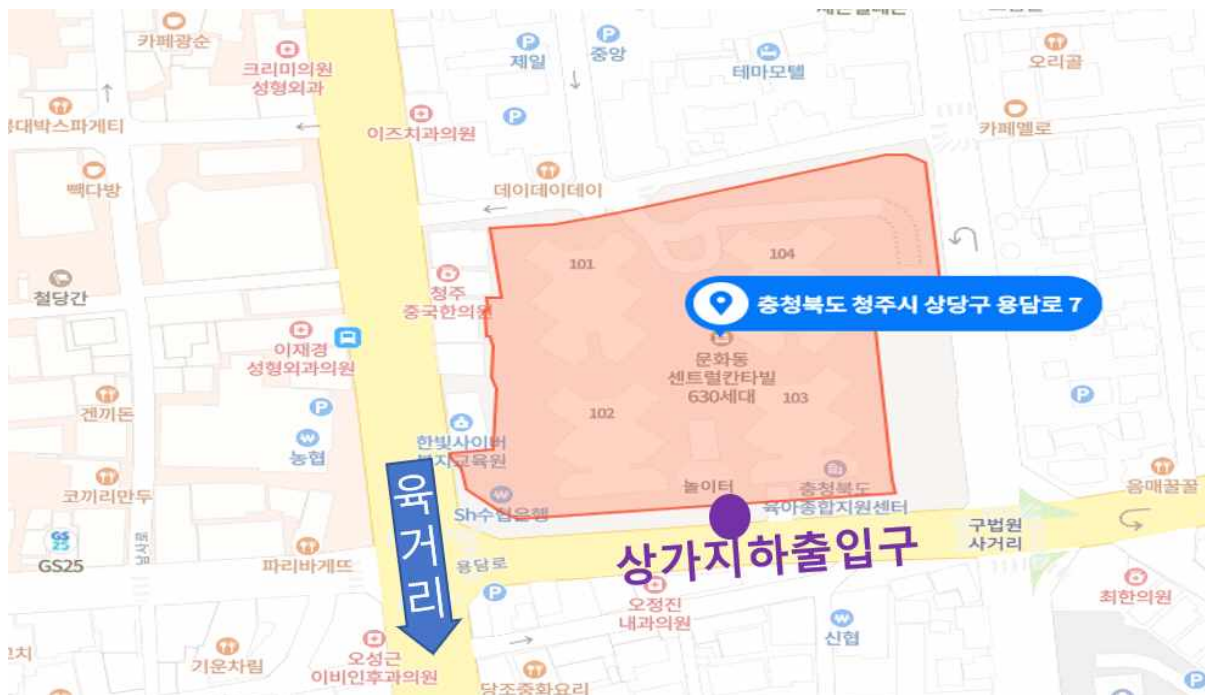 카페광순
크리미의원
성형외과
제일
중앙
테마모텔
오리골
대박스파게티
이즈치과의원
카페멜로
빽다방
데이데이데이
101
104
철당간
청주
중국한의원
충청북도 청주시 상당구 용담로 7
이재경
성형외과의원
문화동
센트럴칸타빌
630세대
102
103
겐끼돈
농협
한빛사이버
복지교육원
코끼리만두
육거리
Sh수협은행
놀이터
충청북도
육아종합지원센터
음매꿀꿀
구법원
사거리
GS25
GS25
남사로
파리바게뜨
용담로
상가지하출입구
오정진
내과의원
신협
최한의원
기운차림
오성근
이비인후과의원
당조중화요리